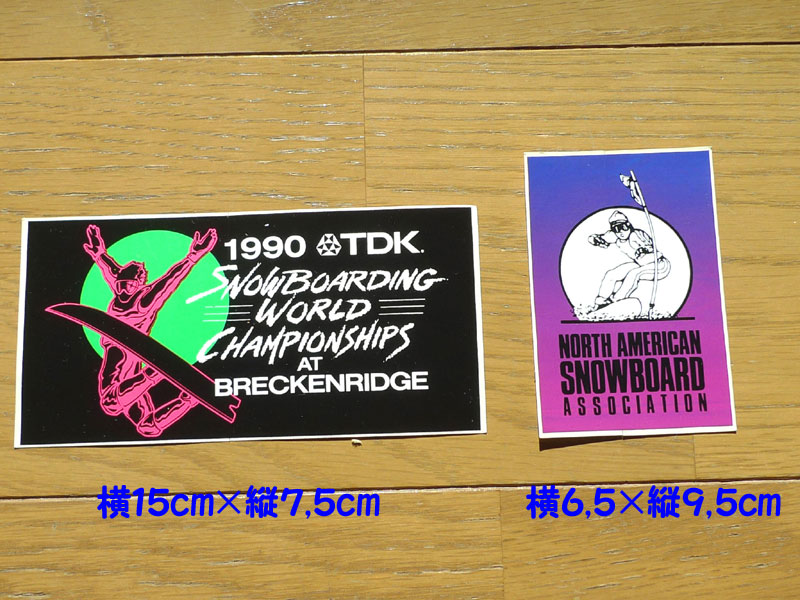 1990 TDK.
SNOWBOARDING
WORLD
CHAMPIONSHIPS
AT
BRECKENRIDGE
NORTH AMERICAN
SNOWBOARD
ASSOCIATION
横15cm×縦7,5cm
横6,5×縦9,5cm